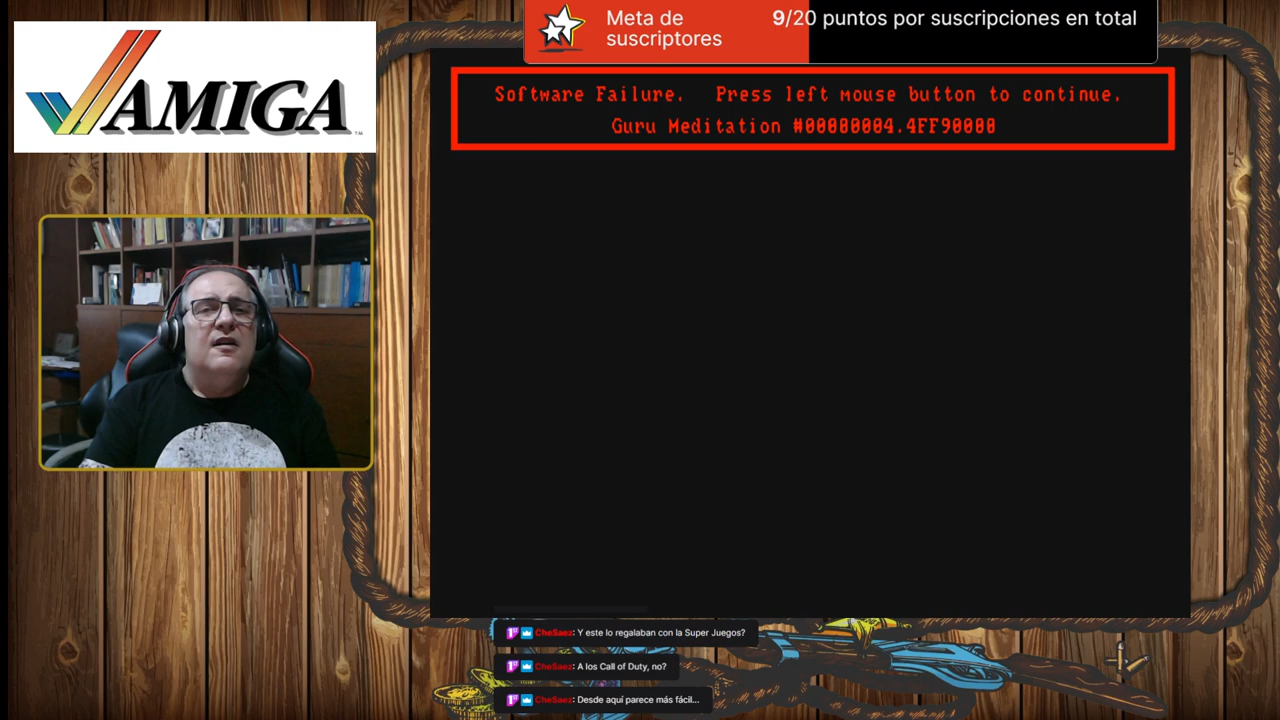 AMIGA
TM
Meta de
suscriptores
9/20 puntos por suscripciones en total
Software Failure. Press left mouse button to continue.
Guru Meditation #00000004.4FF90000
CheSaez: Y este lo regalaban con la Super Juegos?
CheSaez: A los Call of Duty, no?
CheSaez: Desde aquí parece más fácil...